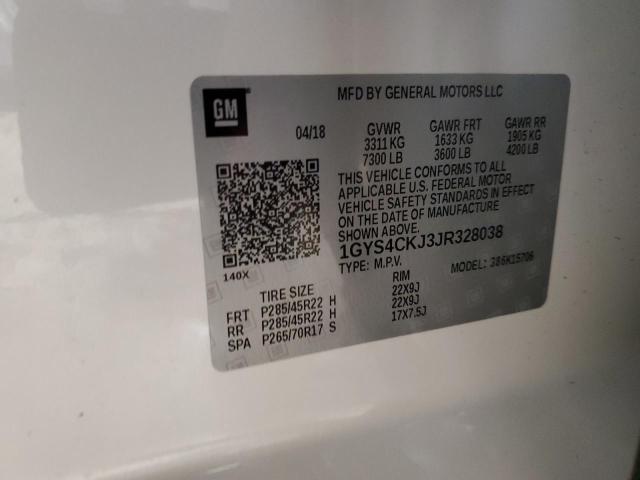 GM
MFD BY GENERAL MOTORS LLC
04/18 GVWR GAWR FRT GAWR RR
3311 KG 1633 KG 1905 KG
7300 LB 3600 LB 4200 LB
THIS VEHICLE CONFORMS TO ALL
APPLICABLE U.S. FEDERAL MOTOR
VEHICLE SAFETY STANDARDS IN EFFECT
ON THE DATE OF MANUFACTURE
SHOWN ABOVE.
1GYS4CKJ3JR328038
140X
TYPE: M.P.V. MODEL: 386K15706
TIRE SIZE RIM
FRT P285/45R22 H 22X9J
RR P285/45R22 H 22X9J
SPA P265/70R17 S 17X7.5J